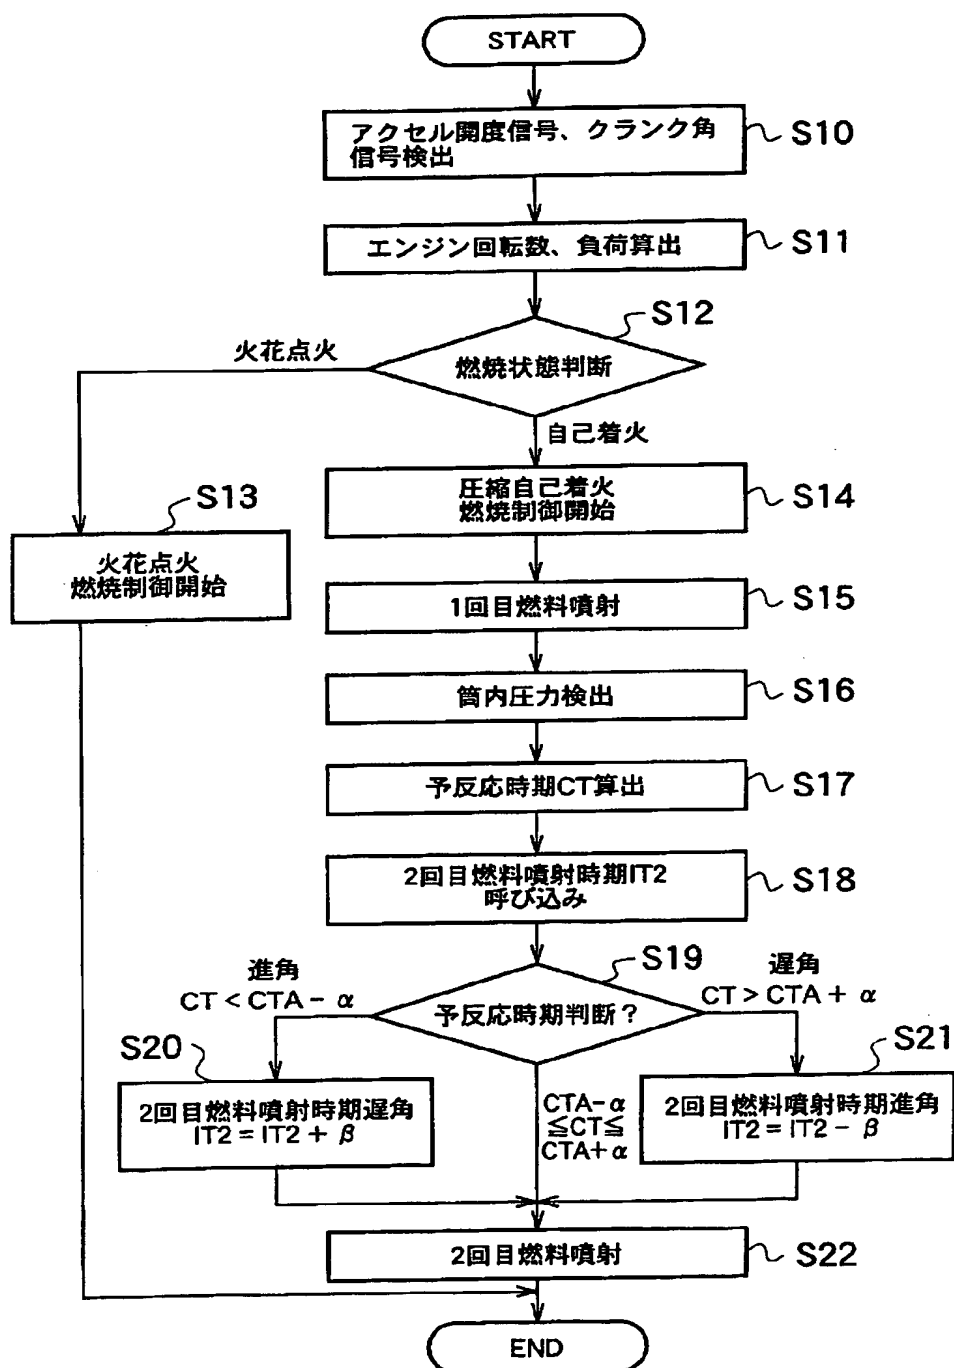 START
アクセル開度信号、クランク角
信号検出
S10
エンジン回転数、負荷算出
S11
S12
火花点火
燃焼状態判断
自己着火
S13
火花点火
燃焼制御開始
圧縮自己着火
燃焼制御開始
S14
1回目燃料噴射
S15
筒内圧力検出
S16
予反応時期CT算出
S17
2回目燃料噴射時期IT2
呼び込み
S18
S19
進角
CT < CTA - α
予反応時期判断?
遅角
CT > CTA + α
S20
2回目燃料噴射時期遅角
IT2 = IT2 + β
CTA-α
≦CT≦
CTA+α
S21
2回目燃料噴射時期進角
IT2 = IT2 - β
2回目燃料噴射
S22
END